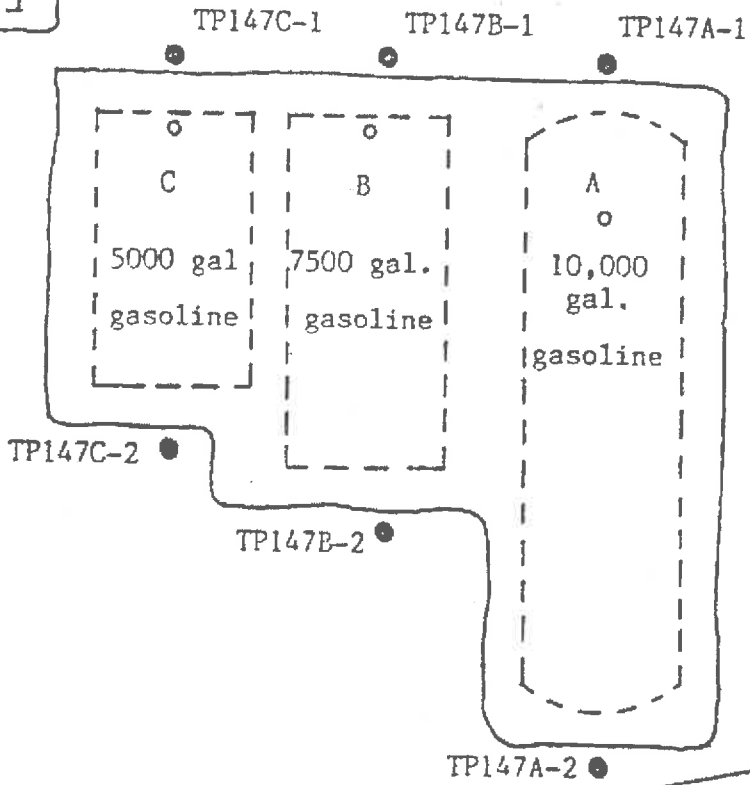 TP147C-1 TP147B-1 TP147A-1
C
5000 gal
gasoline
B
7500 gal.
gasoline
A
10,000
gal.
gasoline
TP147C-2
TP147B-2
TP147A-2